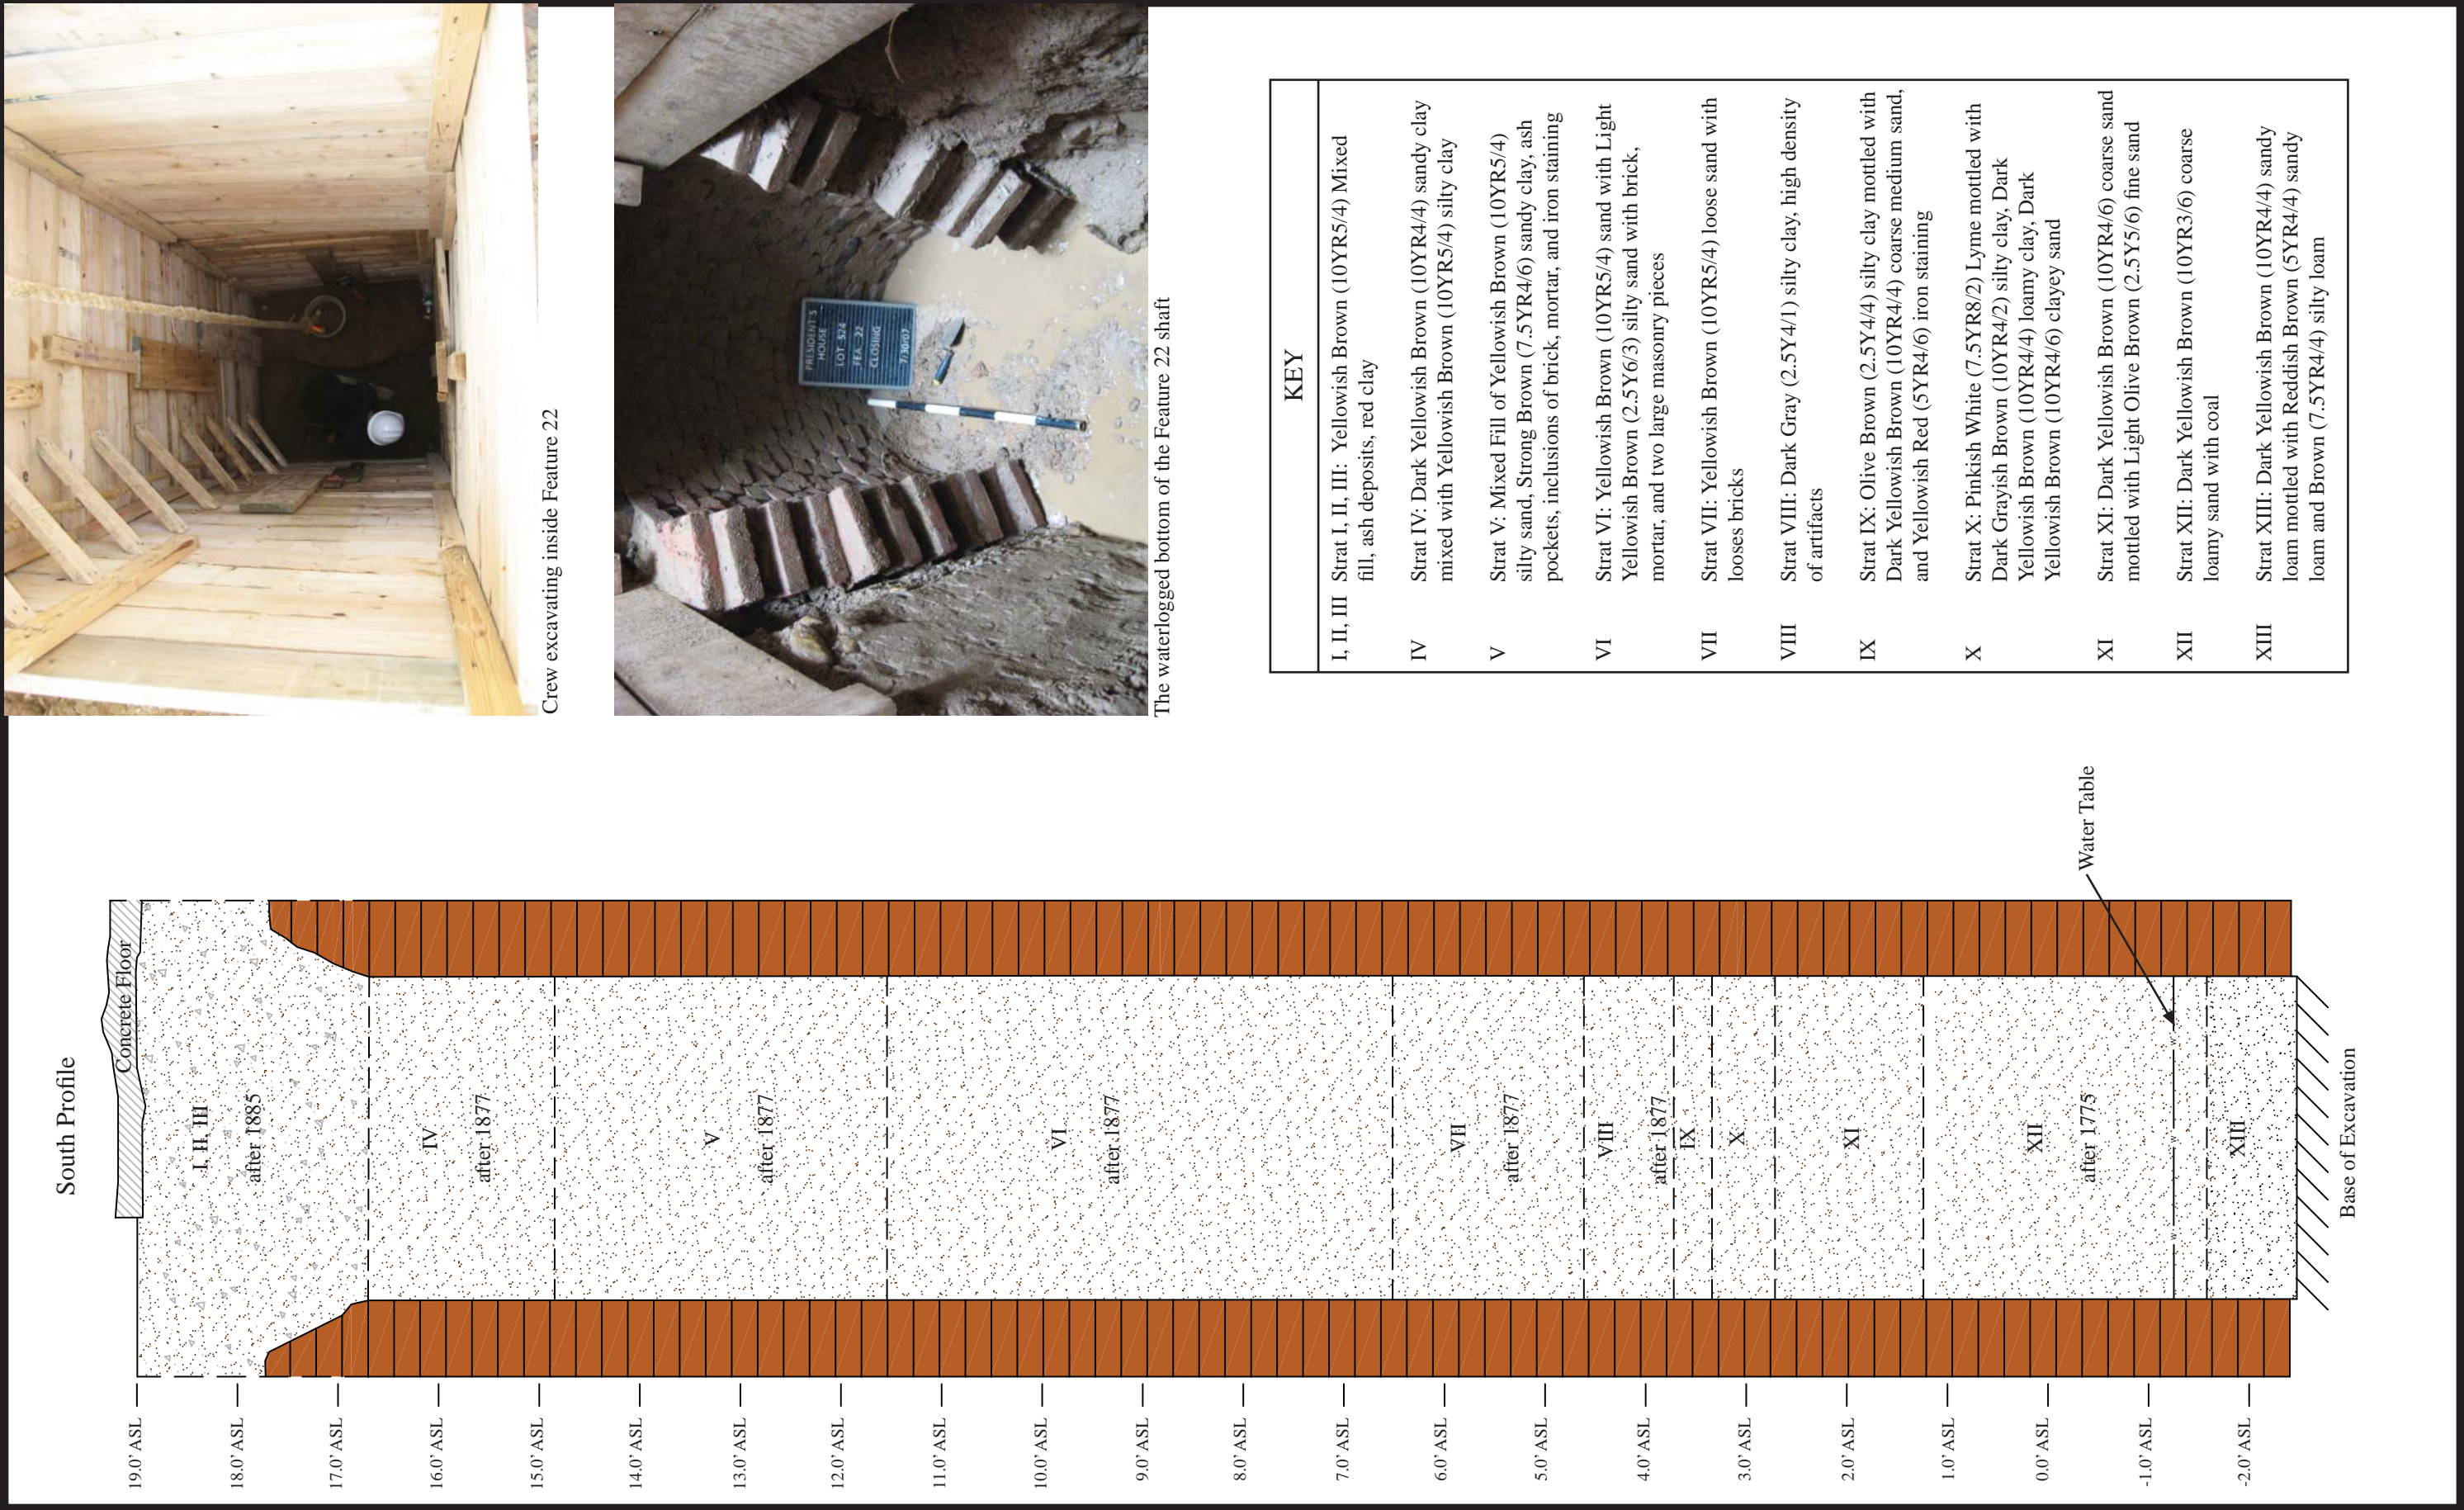 South Profile
Concrete Floor
I, II, III
after 1885
IV
after 1877
V
after 1877
VI
after 1877
VII
after 1877
VIII
after 1877
IX
X
XI
XII
after 1775
XIII
Water Table
Base of Excavation
19.0' ASL
18.0' ASL
17.0' ASL
16.0' ASL
15.0' ASL
14.0' ASL
13.0' ASL
12.0' ASL
11.0' ASL
10.0' ASL
9.0' ASL
8.0' ASL
7.0' ASL
6.0' ASL
5.0' ASL
4.0' ASL
3.0' ASL
2.0' ASL
1.0' ASL
0.0' ASL
-1.0' ASL
-2.0' ASL
Crew excavating inside Feature 22
PRESIDENT'S
HOUSE
LOT 524
FEA. 22
CLOSING
7/30/07
The waterlogged bottom of the Feature 22 shaft
KEY
I, II, III Strat I, II, III: Yellowish Brown (10YR5/4) Mixed
fill, ash deposits, red clay
IV Strat IV: Dark Yellowish Brown (10YR4/4) sandy clay
mixed with Yellowish Brown (10YR5/4) silty clay
V Strat V: Mixed Fill of Yellowish Brown (10YR5/4)
silty sand, Strong Brown (7.5YR4/6) sandy clay, ash
pockets, inclusions of brick, mortar, and iron staining
VI Strat VI: Yellowish Brown (10YR5/4) sand with Light
Yellowish Brown (2.5Y6/3) silty sand with brick,
mortar, and two large masonry pieces
VII Strat VII: Yellowish Brown (10YR5/4) loose sand with
looses bricks
VIII Strat VIII: Dark Gray (2.5Y4/1) silty clay, high density
of artifacts
IX Strat IX: Olive Brown (2.5Y4/4) silty clay mottled with
Dark Yellowish Brown (10YR4/4) coarse medium sand,
and Yellowish Red (5YR4/6) iron staining
X Strat X: Pinkish White (7.5YR8/2) Lyme mottled with
Dark Grayish Brown (10YR4/2) silty clay, Dark
Yellowish Brown (10YR4/4) loamy clay, Dark
Yellowish Brown (10YR4/6) clayey sand
XI Strat XI: Dark Yellowish Brown (10YR4/6) coarse sand
mottled with Light Olive Brown (2.5Y5/6) fine sand
XII Strat XII: Dark Yellowish Brown (10YR3/6) coarse
loamy sand with coal
XIII Strat XIII: Dark Yellowish Brown (10YR4/4) sandy
loam mottled with Reddish Brown (5YR4/4) sandy
loam and Brown (7.5YR4/4) silty loam